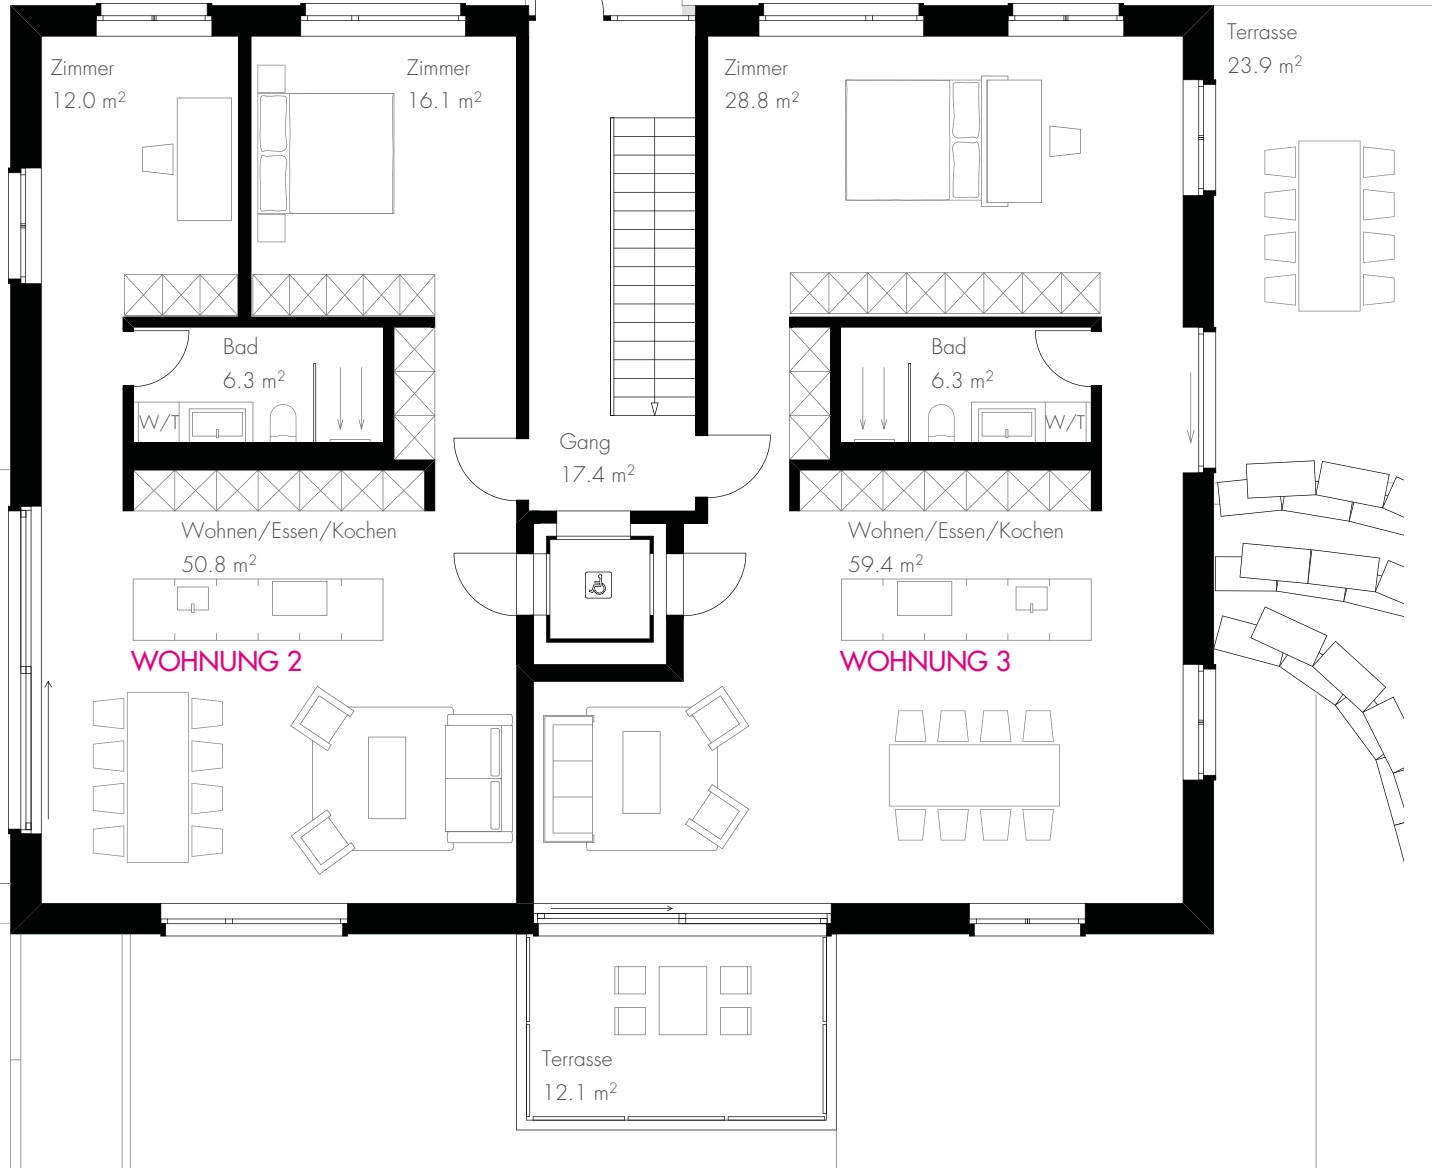 Zimmer
12.0 m²
Zimmer
16.1 m²
Zimmer
28.8 m²
Terrasse
23.9 m²
Bad
6.3 m²
W/T
Bad
6.3 m²
W/T
Gang
17.4 m²
Wohnen/Essen/Kochen
50.8 m²
WOHNUNG 2
Wohnen/Essen/Kochen
59.4 m²
WOHNUNG 3
Terrasse
12.1 m²